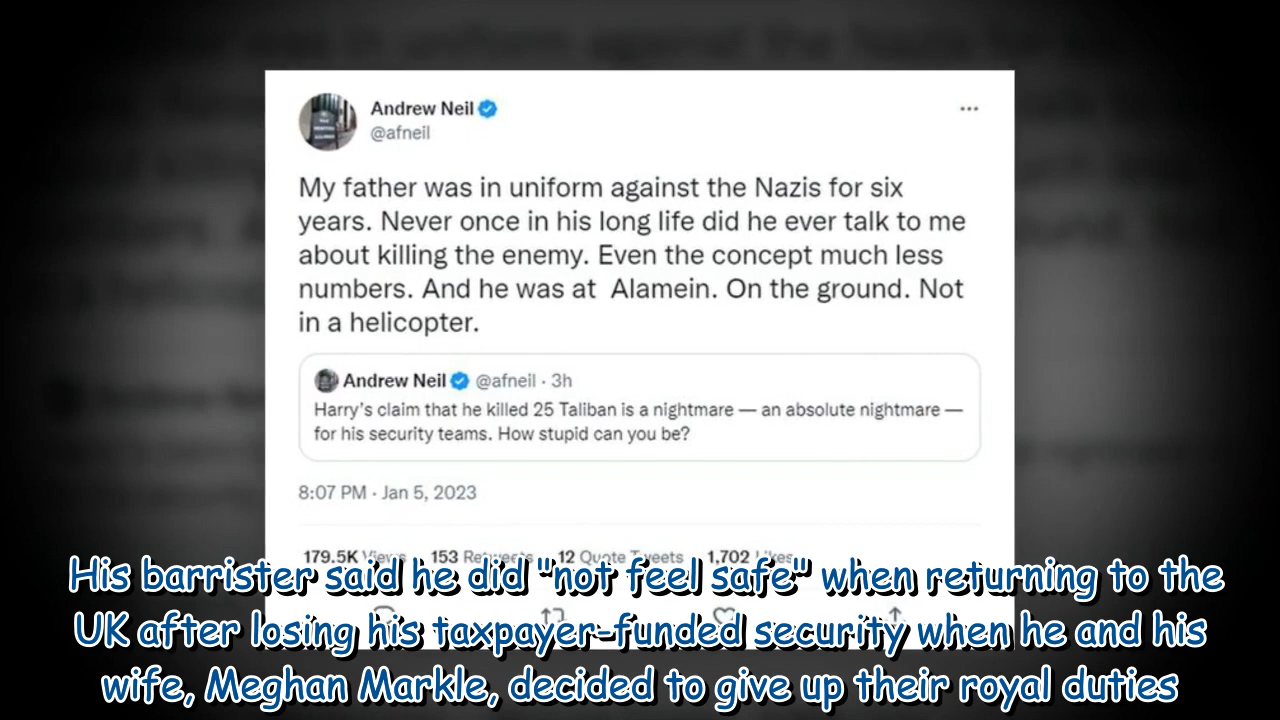 Andrew Neil
@afneil
My father was in uniform against the Nazis for six
years. Never once in his long life did he ever talk to me
about killing the enemy. Even the concept much less
numbers. And he was at Alamein. On the ground. Not
in a helicopter.
Andrew Neil @afneil · 3h
Harry's claim that he killed 25 Taliban is a nightmare — an absolute nightmare —
for his security teams. How stupid can you be?
8:07 PM · Jan 5, 2023
179.5K Views 153 Retweets 12 Quote Tweets 1,702 Likes
His barrister said he did "not feel safe" when returning to the
UK after losing his taxpayer-funded security when he and his
wife, Meghan Markle, decided to give up their royal duties